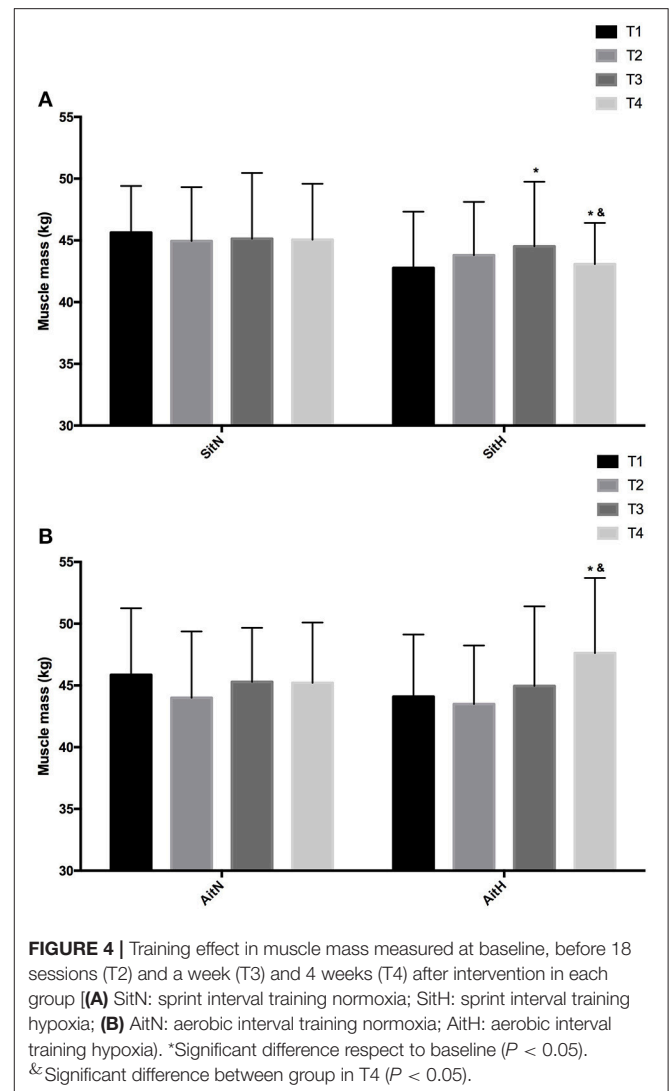 T1
T2
T3
T4
A
55
50
45
40
35
30
Muscle mass (kg)
*
* &
SitN
SitH
T1
T2
T3
T4
B
55
50
45
40
35
30
Muscle mass (kg)
* &
AitN
AitH
FIGURE 4 | Training effect in muscle mass measured at baseline, before 18
sessions (T2) and a week (T3) and 4 weeks (T4) after intervention in each
group [(A) SitN: sprint interval training normoxia; SitH: sprint interval training
hypoxia; (B) AitN: aerobic interval training normoxia; AitH: aerobic interval
training hypoxia). *Significant difference respect to baseline (P < 0.05).
&Significant difference between group in T4 (P < 0.05).